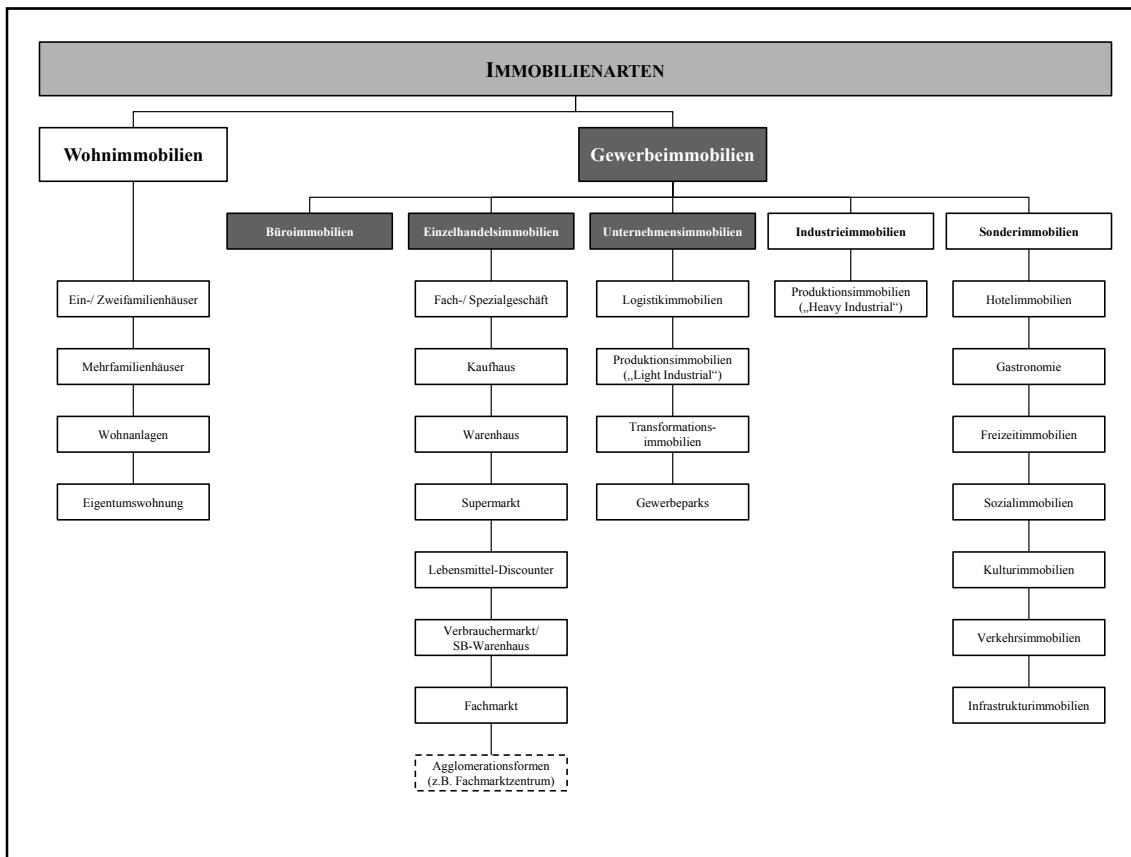 IMMOBILIENARTEN
Wohnimmobilien
Gewerbeimmobilien
Büroimmobilien
Einzelhandelsimmobilien
Unternehmensimmobilien
Industrieimmobilien
Sonderimmobilien
Ein-/ Zweifamilienhäuser
Mehrfamilienhäuser
Wohnanlagen
Eigentumswohnung
Fach-/ Spezialgeschäft
Kaufhaus
Warenhaus
Supermarkt
Lebensmittel-Discounter
Verbrauchermarkt/
SB-Warenhaus
Fachmarkt
Agglomerationsformen
(z.B. Fachmarktzentrum)
Logistikimmobilien
Produktionsimmobilien
(„Light Industrial“)
Transformations-
immobilien
Gewerbeparks
Produktionsimmobilien
(„Heavy Industrial“)
Hotelimmobilien
Gastronomie
Freizeitimmobilien
Sozialimmobilien
Kulturimmobilien
Verkehrsimmobilien
Infrastrukturimmobilien